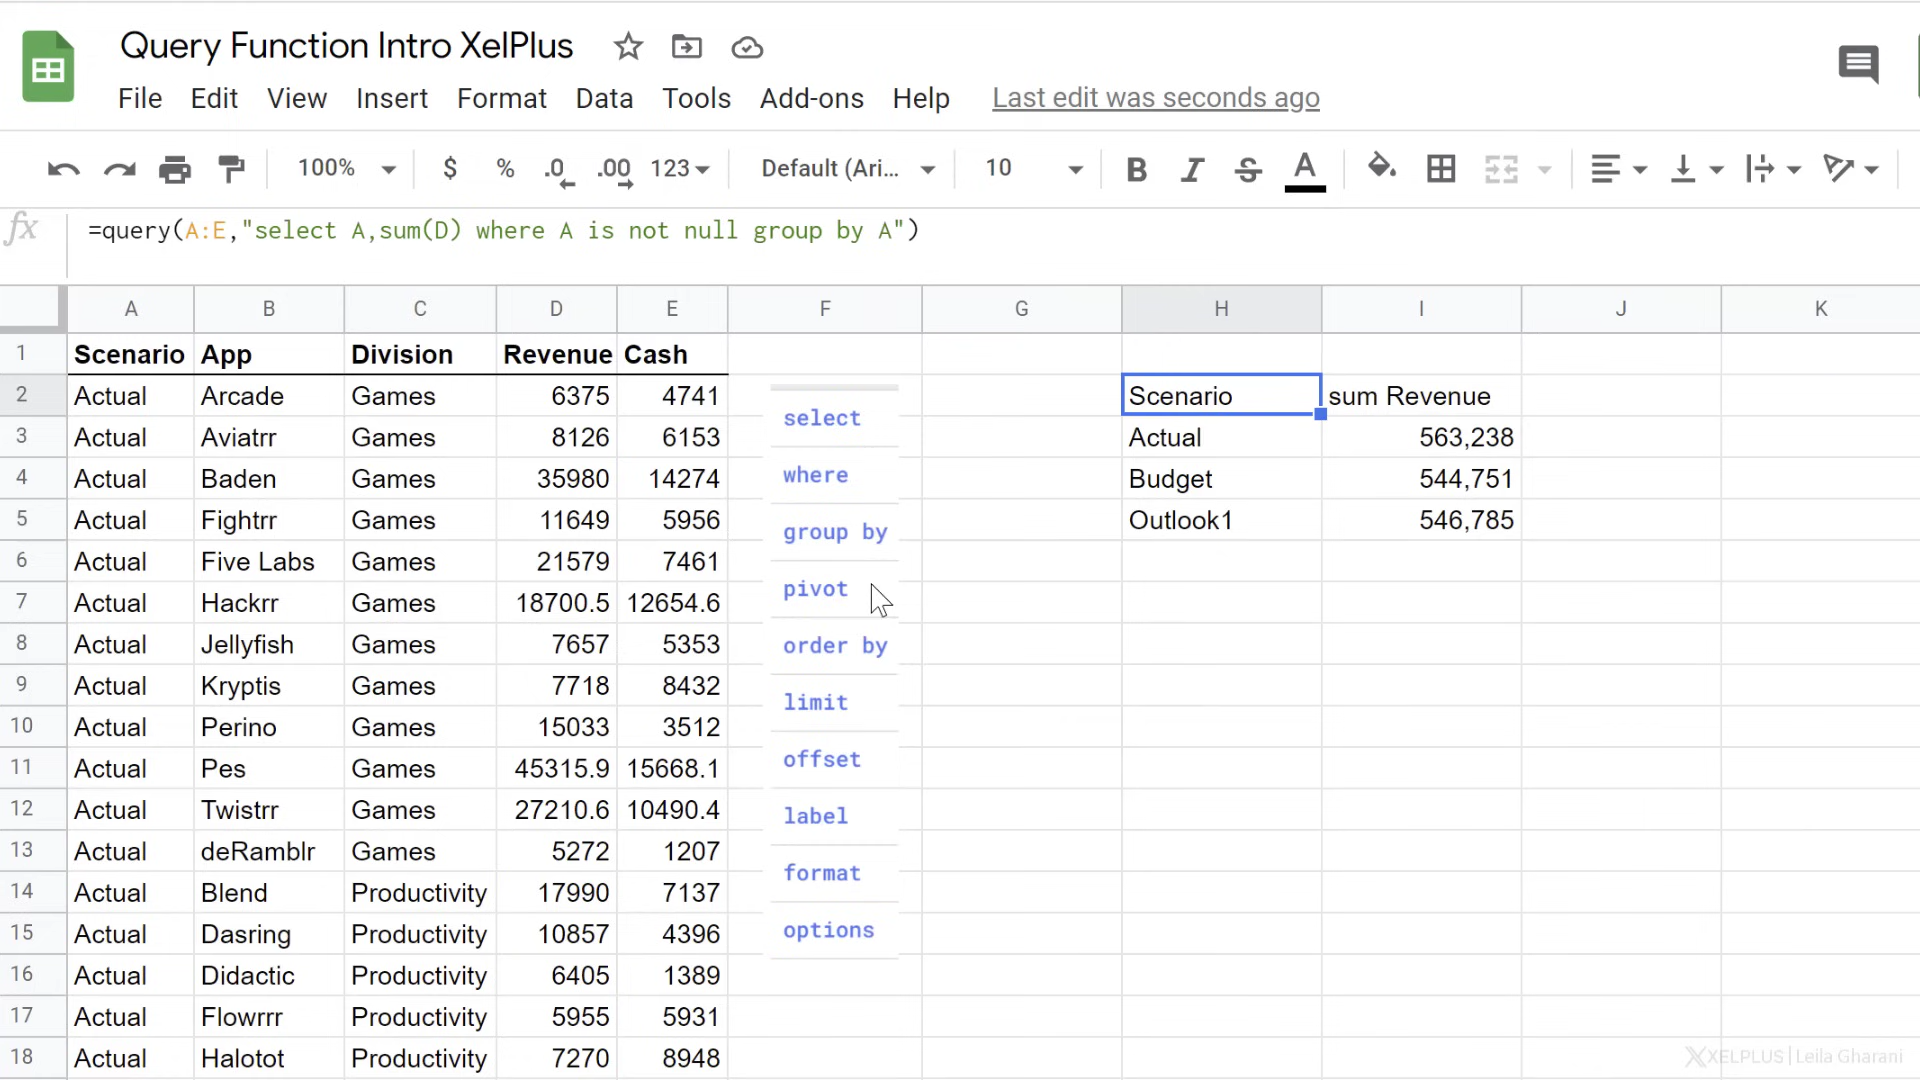 Query Function Intro XelPlus
File Edit View Insert Format Data Tools Add-ons Help Last edit was seconds ago
100% $ % .0 .00 123 Default (Ari... 10 B I S A
fx =query(A:E,"select A,sum(D) where A is not null group by A")
A B C D E F G H I J K
1 Scenario App Division Revenue Cash
2 Actual Arcade Games 6375 4741 Scenario sum Revenue
select
3 Actual Aviatrr Games 8126 6153 Actual 563,238
where
4 Actual Baden Games 35980 14274 Budget 544,751
5 Actual Fightrr Games 11649 5956 group by Outlook1 546,785
6 Actual Five Labs Games 21579 7461
pivot
7 Actual Hackrr Games 18700.5 12654.6
8 Actual Jellyfish Games 7657 5353 order by
9 Actual Kryptis Games 7718 8432
limit
10 Actual Perino Games 15033 3512
11 Actual Pes Games 45315.9 15668.1 offset
12 Actual Twistrr Games 27210.6 10490.4 label
13 Actual deRamblr Games 5272 1207
format
14 Actual Blend Productivity 17990 7137
15 Actual Dasring Productivity 10857 4396 options
16 Actual Didactic Productivity 6405 1389
17 Actual Flowrrr Productivity 5955 5931
18 Actual Halotot Productivity 7270 8948
XELPLUS | Leila Gharani